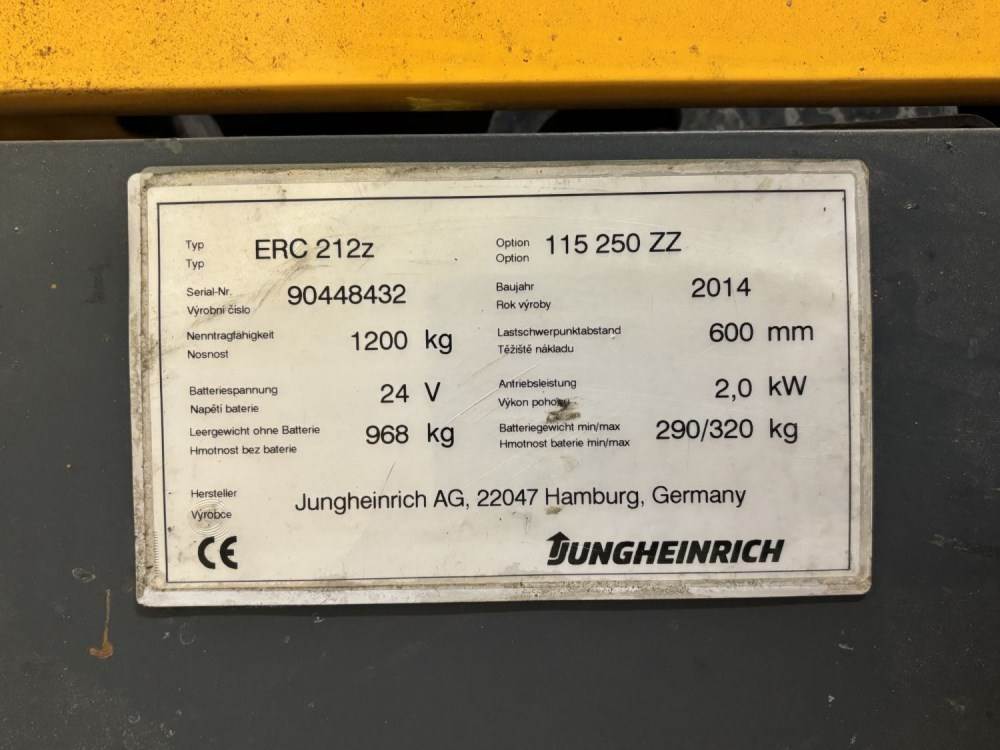 Typ ERC 212z Option 115 250 ZZ
Typ Option
Serial-Nr. 90448432 Baujahr 2014
Výrobní číslo Rok výroby
Nenntragfähigkeit 1200 kg Lastschwerpunktabstand 600 mm
Nosnost Těžiště nákladu
Batteriespannung 24 V Antriebsleistung 2,0 kW
Napětí baterie Výkon
Leergewicht ohne Batterie 968 kg Batteriegewicht min/max 290/320 kg
Hmotnost bez baterie Hmotnost baterie min/max
Hersteller Jungheinrich AG, 22047 Hamburg, Germany
Výrobce
CE JUNGHEINRICH